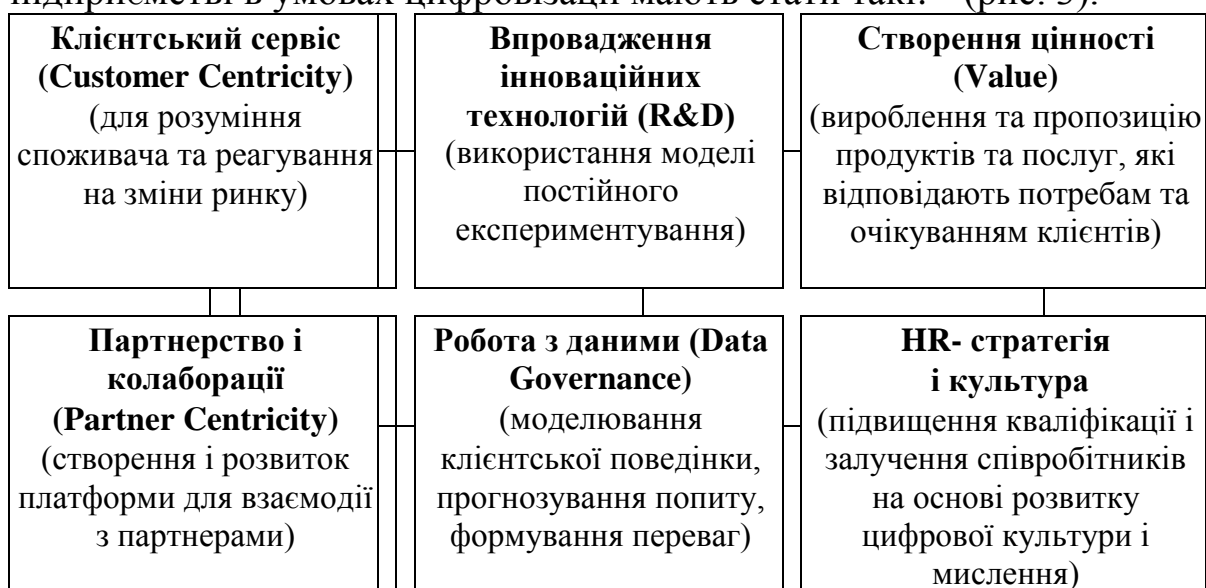 підприємства в умовах цифровізації мають стати такі: (рис. 3).
Клієнтський сервіс
(Customer Centricity)
(для розуміння
споживача та реагування
на зміни ринку)
Впровадження
інноваційних
технологій (R&D)
(використання моделі
постійного
експериментування)
Створення цінності
(Value)
(вироблення та пропозицію
продуктів та послуг, які
відповідають потребам та
очікуванням клієнтів)
Партнерство і
колаборації
(Partner Centricity)
(створення і розвиток
платформи для взаємодії
з партнерами)
Робота з даними (Data
Governance)
(моделювання
клієнтської поведінки,
прогнозування попиту,
формування переваг)
HR- стратегія
і культура
(підвищення кваліфікації і
залучення співробітників
на основі розвитку
цифрової культури і
мислення)